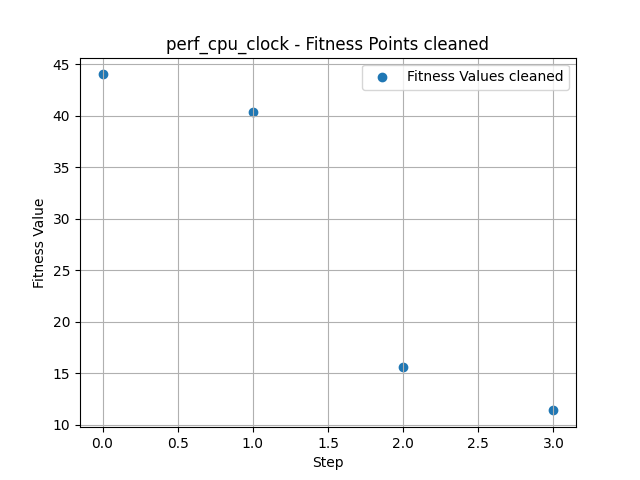 perf_cpu_clock - Fitness Points cleaned
Fitness Values cleaned
Fitness Value
45
40
35
30
25
20
15
10
0.0 0.5 1.0 1.5 2.0 2.5 3.0
Step